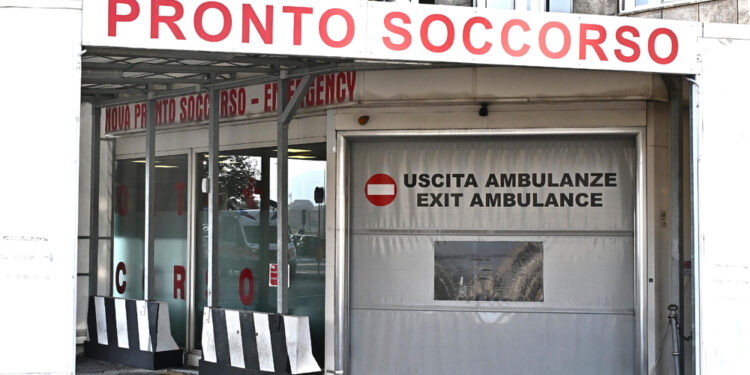 PRONTO SOCCORSO
NOVA PRONTO SOCCORSO - EMERGENCY
USCITA AMBULANZE
EXIT AMBULANCE